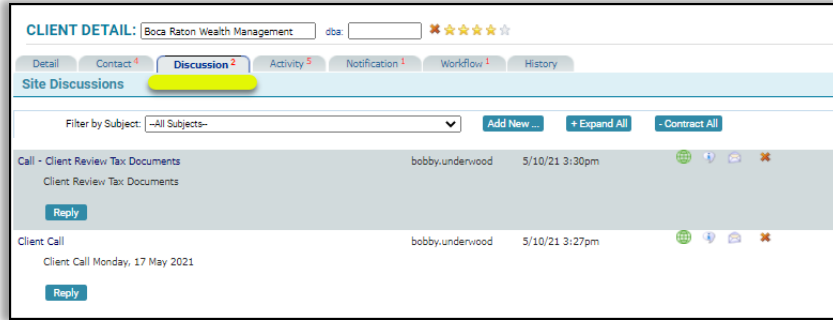 CLIENT DETAIL: Boca Raton Wealth Management dba:
Detail Contact 4 Discussion 2 Activity 5 Notification 1 Workflow 1 History
Site Discussions
Filter by Subject: --All Subjects-- Add New ... + Expand All - Contract All
Call - Client Review Tax Documents bobby.underwood 5/10/21 3:30pm
Client Review Tax Documents
Reply
Client Call bobby.underwood 5/10/21 3:27pm
Client Call Monday, 17 May 2021
Reply